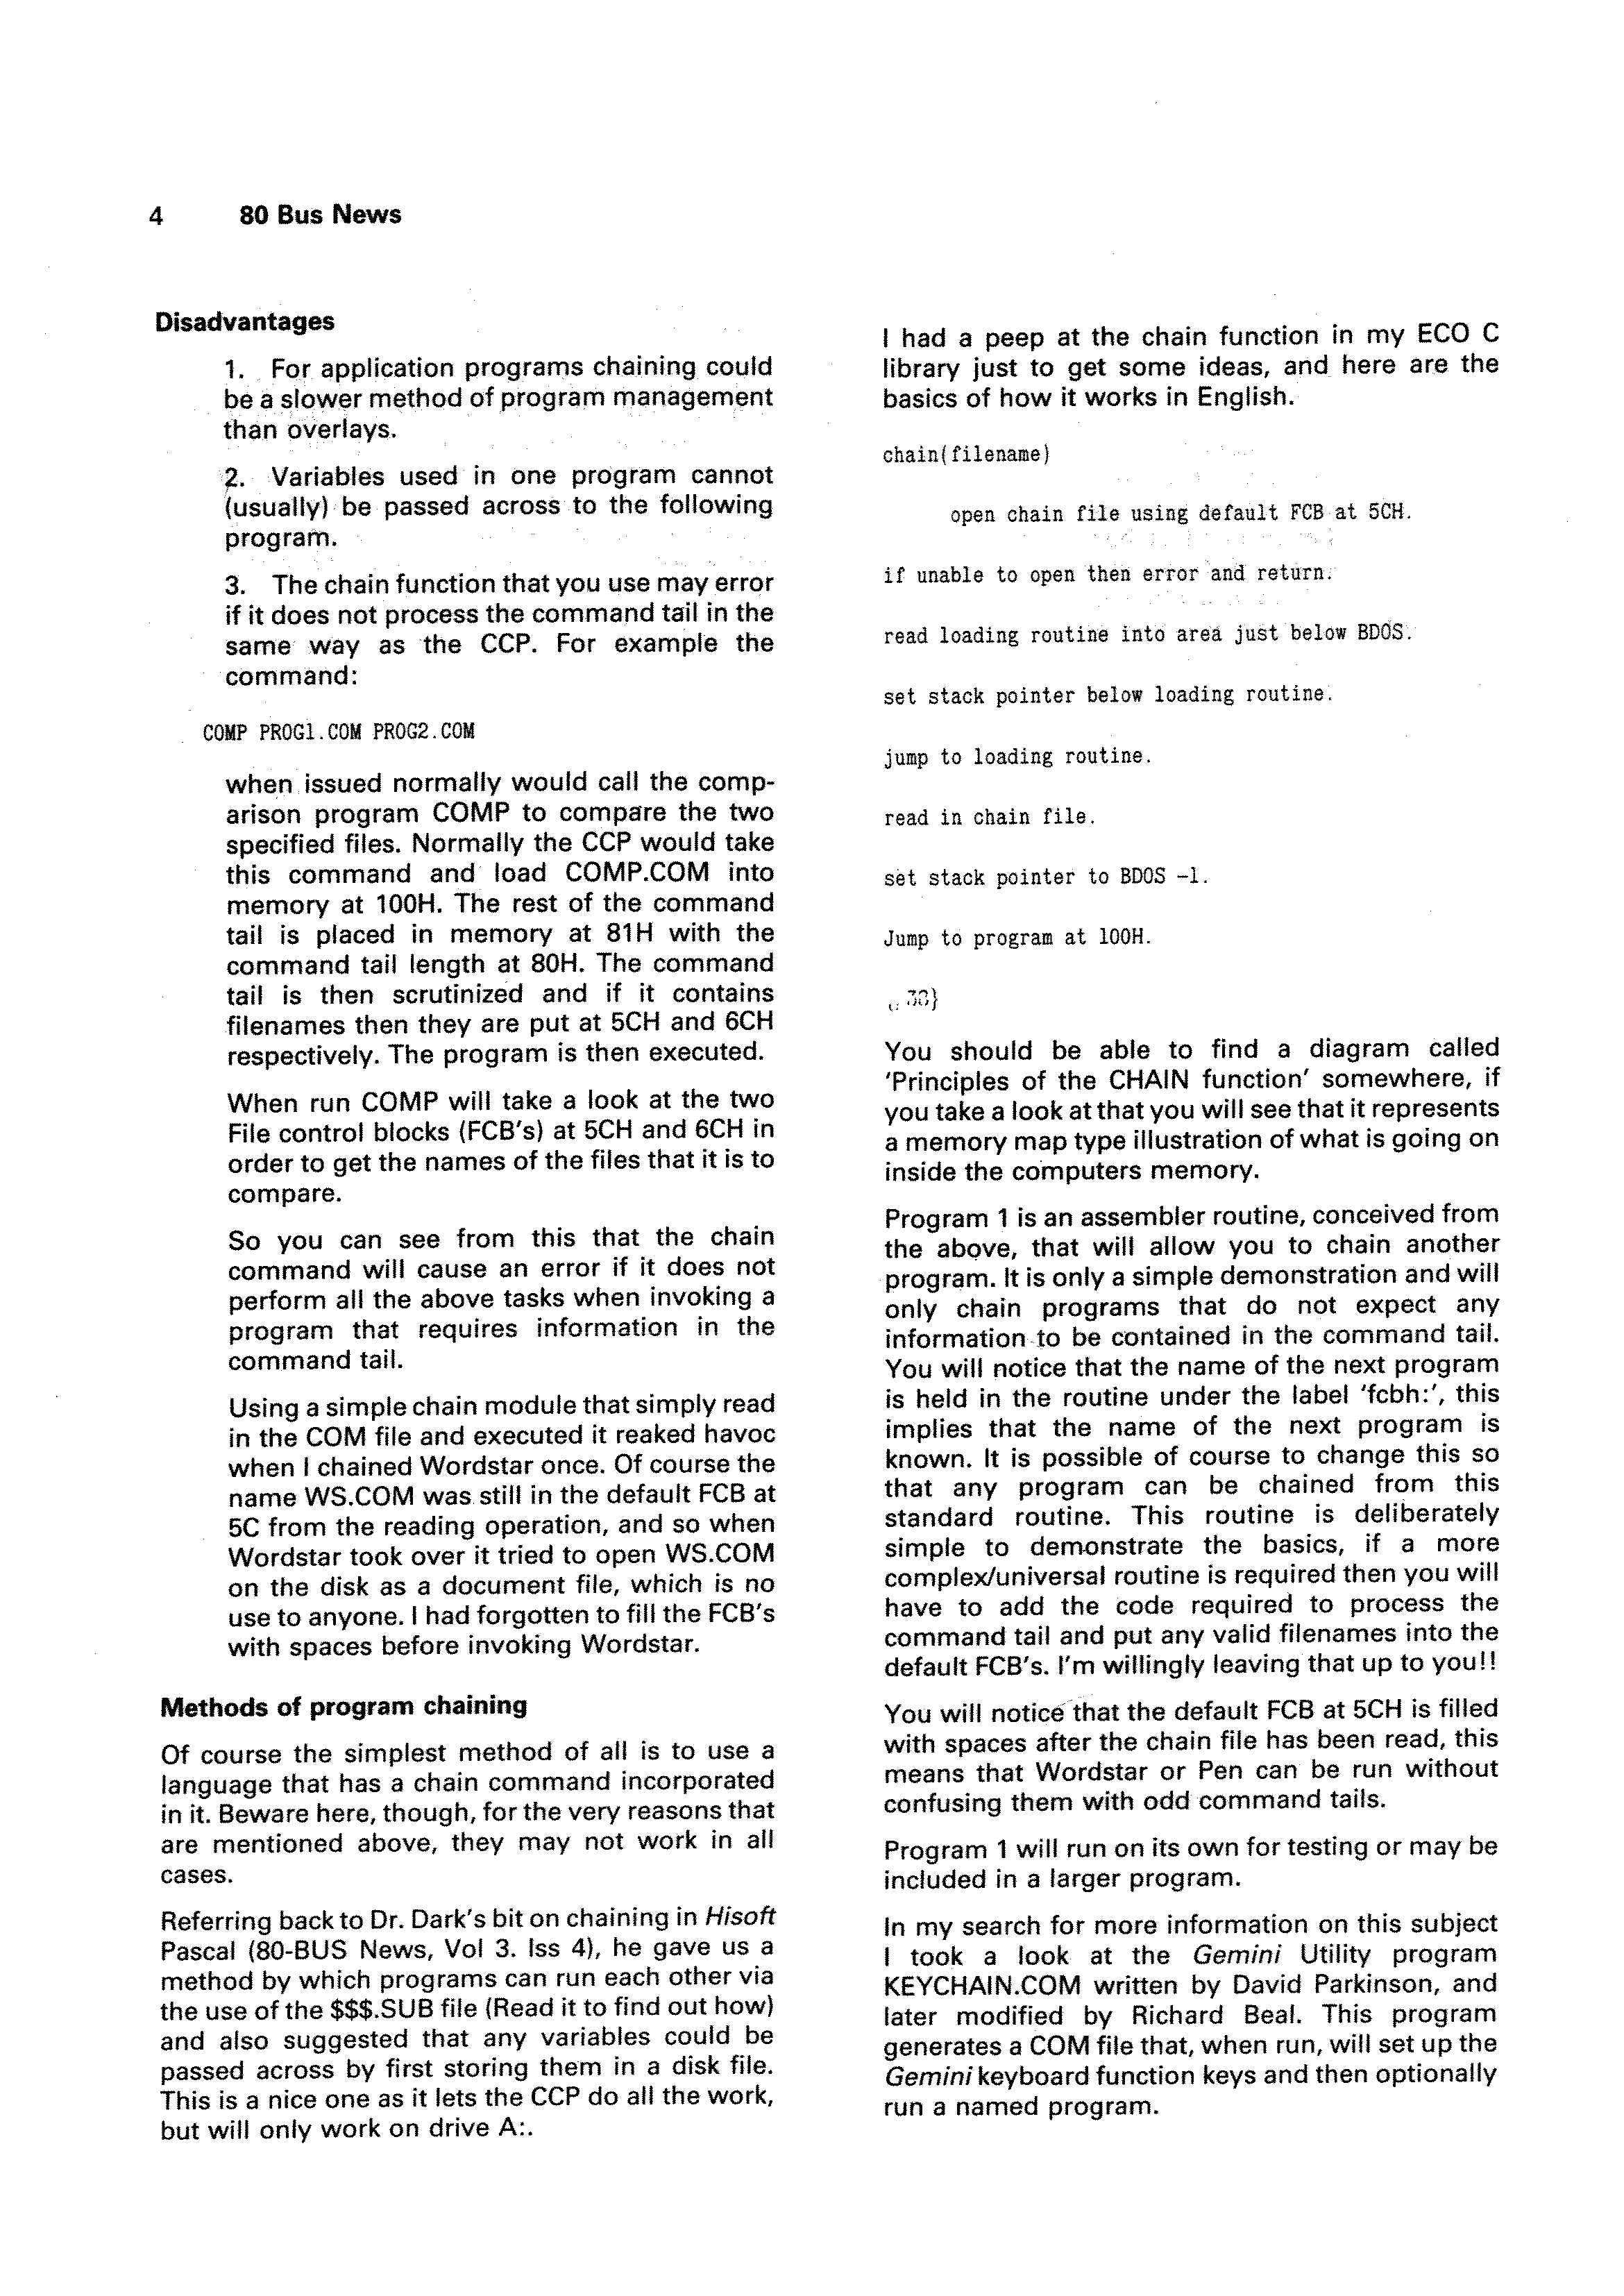 4 80 Bus News
Disadvantages
1. For application programs chaining could
be a slower method of program management
than overlays.
2. Variables used in one program cannot
(usually) be passed across to the following
program.
3. The chain function that you use may error
if it does not process the command tail in the
same way as the CCP. For example the
command:
COMP PROG1.COM PROG2.COM
when issued normally would call the comp-
arison program COMP to compare the two
specified files. Normally the CCP would take
this command and load COMP.COM into
memory at 100H. The rest of the command
tail is placed in memory at 81H with the
command tail length at 80H. The command
tail is then scrutinized and if it contains
filenames then they are put at 5CH and 6CH
respectively. The program is then executed.
When run COMP will take a look at the two
File control blocks (FCB's) at 5CH and 6CH in
order to get the names of the files that it is to
compare.
So you can see from this that the chain
command will cause an error if it does not
perform all the above tasks when invoking a
program that requires information in the
command tail.
Using a simple chain module that simply read
in the COM file and executed it reaked havoc
when I chained Wordstar once. Of course the
name WS.COM was still in the default FCB at
5C from the reading operation, and so when
Wordstar took over it tried to open WS.COM
on the disk as a document file, which is no
use to anyone. I had forgotten to fill the FCB's
with spaces before invoking Wordstar.
Methods of program chaining
Of course the simplest method of all is to use a
language that has a chain command incorporated
in it. Beware here, though, for the very reasons that
are mentioned above, they may not work in all
cases.
Referring back to Dr. Dark's bit on chaining in Hisoft
Pascal (80-BUS News, Vol 3. Iss 4), he gave us a
method by which programs can run each other via
the use of the $$$.SUB file (Read it to find out how)
and also suggested that any variables could be
passed across by first storing them in a disk file.
This is a nice one as it lets the CCP do all the work,
but will only work on drive A:.
I had a peep at the chain function in my ECO C
library just to get some ideas, and here are the
basics of how it works in English.
chain(filename)
open chain file using default FCB at 5CH.
if unable to open then error and return.
read loading routine into area just below BDOS.
set stack pointer below loading routine.
jump to loading routine.
read in chain file.
set stack pointer to BDOS -1.
Jump to program at 100H.
You should be able to find a diagram called
'Principles of the CHAIN function' somewhere, if
you take a look at that you will see that it represents
a memory map type illustration of what is going on
inside the computers memory.
Program 1 is an assembler routine, conceived from
the above, that will allow you to chain another
program. It is only a simple demonstration and will
only chain programs that do not expect any
information to be contained in the command tail.
You will notice that the name of the next program
is held in the routine under the label 'fcbh:', this
implies that the name of the next program is
known. It is possible of course to change this so
that any program can be chained from this
standard routine. This routine is deliberately
simple to demonstrate the basics, if a more
complex/universal routine is required then you will
have to add the code required to process the
command tail and put any valid filenames into the
default FCB's. I'm willingly leaving that up to you!!
You will notice that the default FCB at 5CH is filled
with spaces after the chain file has been read, this
means that Wordstar or Pen can be run without
confusing them with odd command tails.
Program 1 will run on its own for testing or may be
included in a larger program.
In my search for more information on this subject
I took a look at the Gemini Utility program
KEYCHAIN.COM written by David Parkinson, and
later modified by Richard Beal. This program
generates a COM file that, when run, will set up the
Gemini keyboard function keys and then optionally
run a named program.